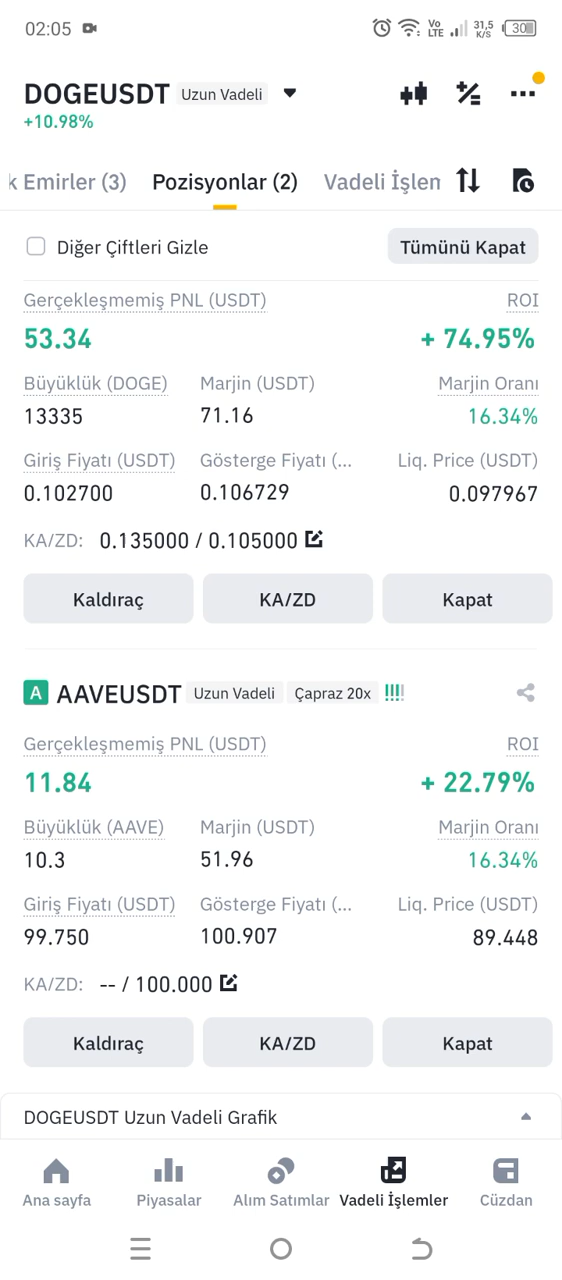 02:05
Vo LTE 31,5 K/S 30
DOGEUSDT Uzun Vadeli
+10.98%
k Emirler (3) Pozisyonlar (2) Vadeli İşlem
Diğer Çiftleri Gizle Tümünü Kapat
Gerçekleşmemiş PNL (USDT) ROI
53.34 + 74.95%
Büyüklük (DOGE) Marjin (USDT) Marjin Oranı
13335 71.16 16.34%
Giriş Fiyatı (USDT) Gösterge Fiyatı (... Liq. Price (USDT)
0.102700 0.106729 0.097967
KA/ZD: 0.135000 / 0.105000
Kaldıraç KA/ZD Kapat
A AAVEUSDT Uzun Vadeli Çapraz 20x
Gerçekleşmemiş PNL (USDT) ROI
11.84 + 22.79%
Büyüklük (AAVE) Marjin (USDT) Marjin Oranı
10.3 51.96 16.34%
Giriş Fiyatı (USDT) Gösterge Fiyatı (... Liq. Price (USDT)
99.750 100.907 89.448
KA/ZD: -- / 100.000
Kaldıraç KA/ZD Kapat
DOGEUSDT Uzun Vadeli Grafik
Ana sayfa Piyasalar Alım Satımlar Vadeli İşlemler Cüzdan